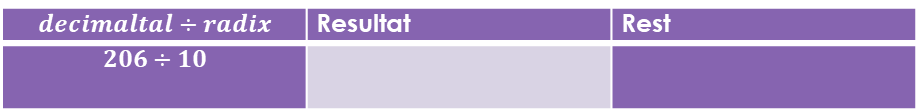 decimaltal ÷ radix Resultat Rest
206 ÷ 10